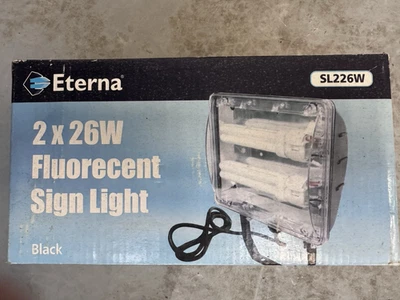 Eterna®
SL226W
2 x 26W
Fluorecent
Sign Light
Black